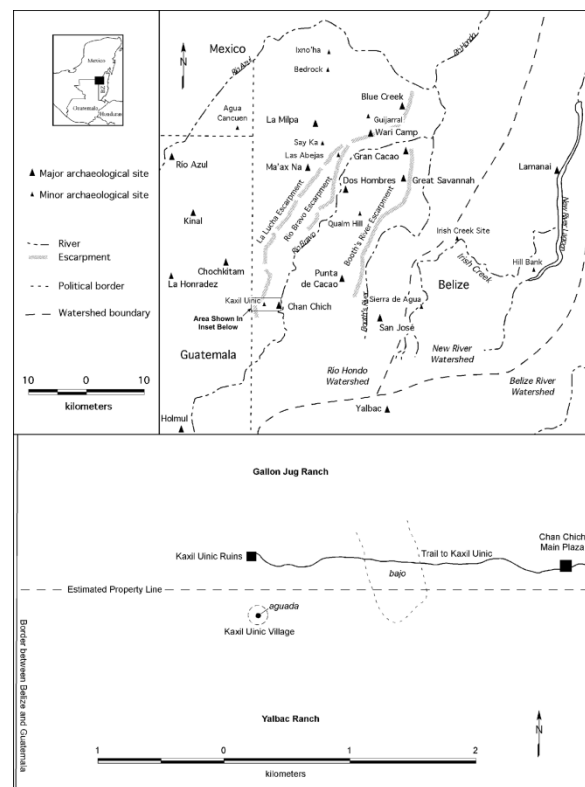 Mexico
Belize
Guatemala
Honduras
Major archaeological site
Minor archaeological site
River
Escarpment
Political border
Watershed boundary
10 0 10
kilometers
N
Mexico
Ixno'ha
Bedrock
Rio Azul
Rio Hondo
Agua
Cancuen
La Milpa
Blue Creek
Guijarral
Wari Camp
Say Ka
Las Abejas
Gran Cacao
Río Azul
Ma'ax Na
Dos Hombres
Great Savannah
Lamanai
La Lucha Escarpment
Rio Bravo Escarpment
Rio Bravo
Booth's River Escarpment
New River Lagoon
Kinal
Quaim Hill
Irish Creek Site
Irish Creek
Hill Bank
Chochkitam
La Honradez
Punta
de Cacao
Belize
Kaxil Uinic
Chan Chich
Area Shown In
Inset Below
Booth's River
Sierra de Agua
San José
Guatemala
Rio Hondo
Watershed
New River
Watershed
Belize River
Watershed
Yalbac
Holmul
Gallon Jug Ranch
Kaxil Uinic Ruins
Trail to Kaxil Uinic
Chan Chich
Main Plaza
bajo
Estimated Property Line
aguada
Kaxil Uinic Village
Border between Belize and Guatemala
Yalbac Ranch
N
1 0 1 2
kilometers